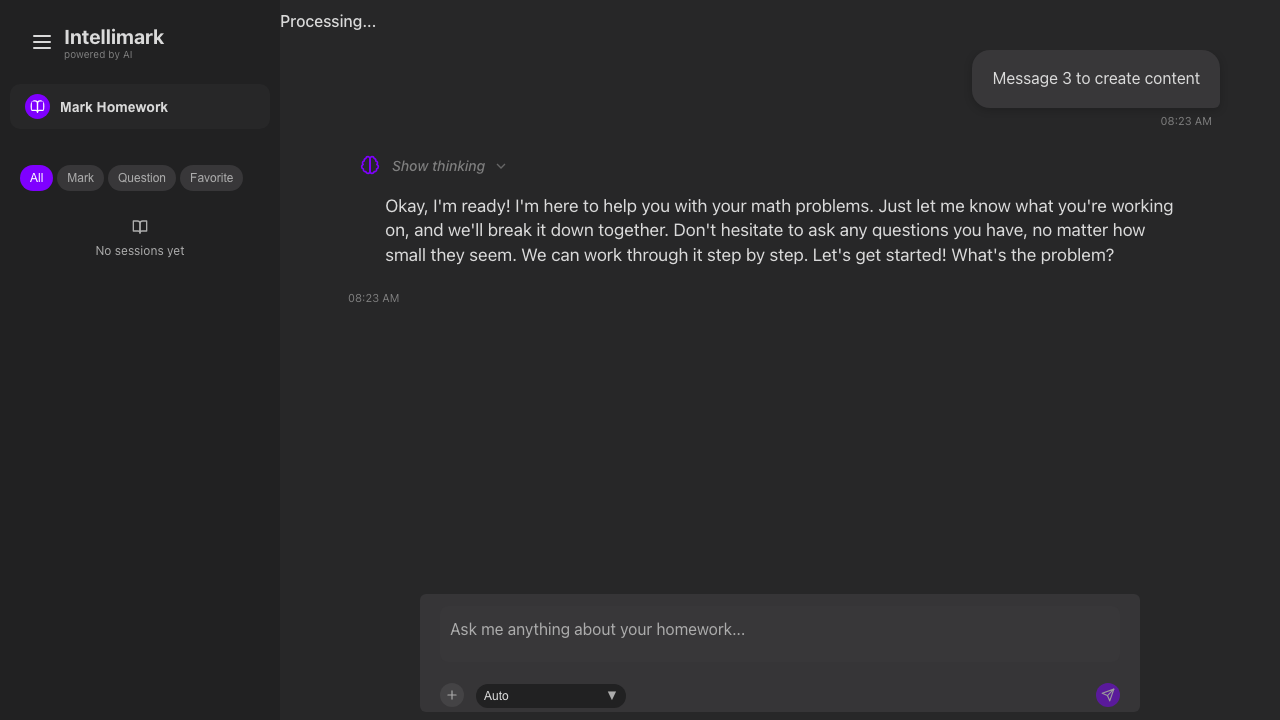 Intellimark
powered by AI
Mark Homework
All
Mark
Question
Favorite
No sessions yet
Processing...
Message 3 to create content
08:23 AM
Show thinking
Okay, I'm ready! I'm here to help you with your math problems. Just let me know what you're working
on, and we'll break it down together. Don't hesitate to ask any questions you have, no matter how
small they seem. We can work through it step by step. Let's get started! What's the problem?
08:23 AM
Ask me anything about your homework...
Auto